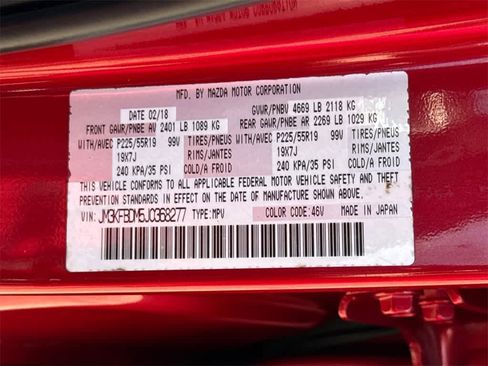 MFD. BY MAZDA MOTOR CORPORATION
DATE 02/18 GVWR/PNBV 4669 LB 2118 KG
FRONT GAWR/PNBE AV 2401 LB 1089 KG REAR GAWR/PNBE AR 2269 LB 1029 KG
WITH/AVEC P225/55R19 99V TIRES/PNEUS WITH/AVEC P225/55R19 99V TIRES/PNEUS
19X7J RIMS/JANTES 19X7J RIMS/JANTES
240 KPA/35 PSI COLD/A FROID 240 KPA/35 PSI COLD/A FROID
THIS VEHICLE CONFORMS TO ALL APPLICABLE FEDERAL MOTOR VEHICLE SAFETY AND THEFT
PREVENTION STANDARDS IN EFFECT ON THE DATE OF MANUFACTURE SHOWN ABOVE.
VIN: JM3KFBDM5J0368277 TYPE:MPV COLOR CODE:46V MADE IN JAPAN